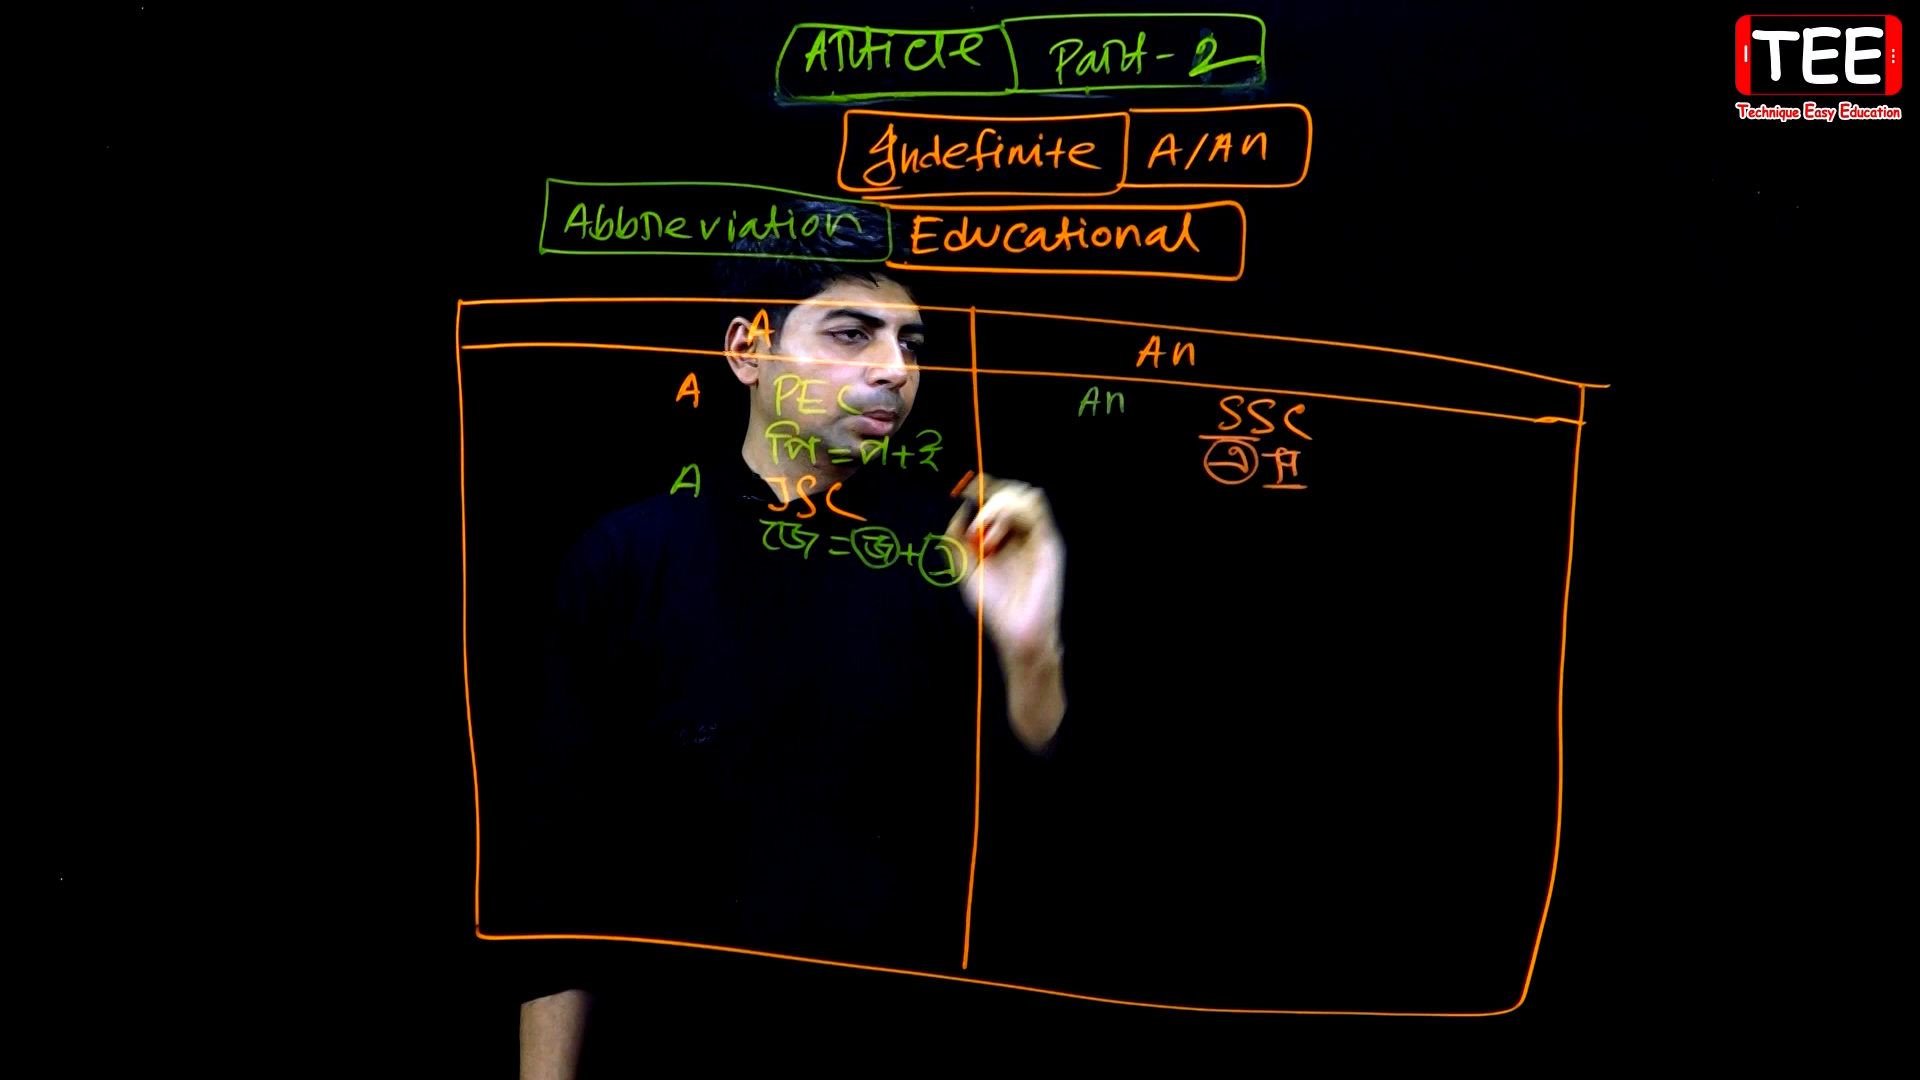 Article Part-2
TEE
Technique Easy Education
Indefinite A/An
Abbreviation Educational
A An
A PEC An SSC
পি = প+ই এ স
A JSC
জে = জ+এ